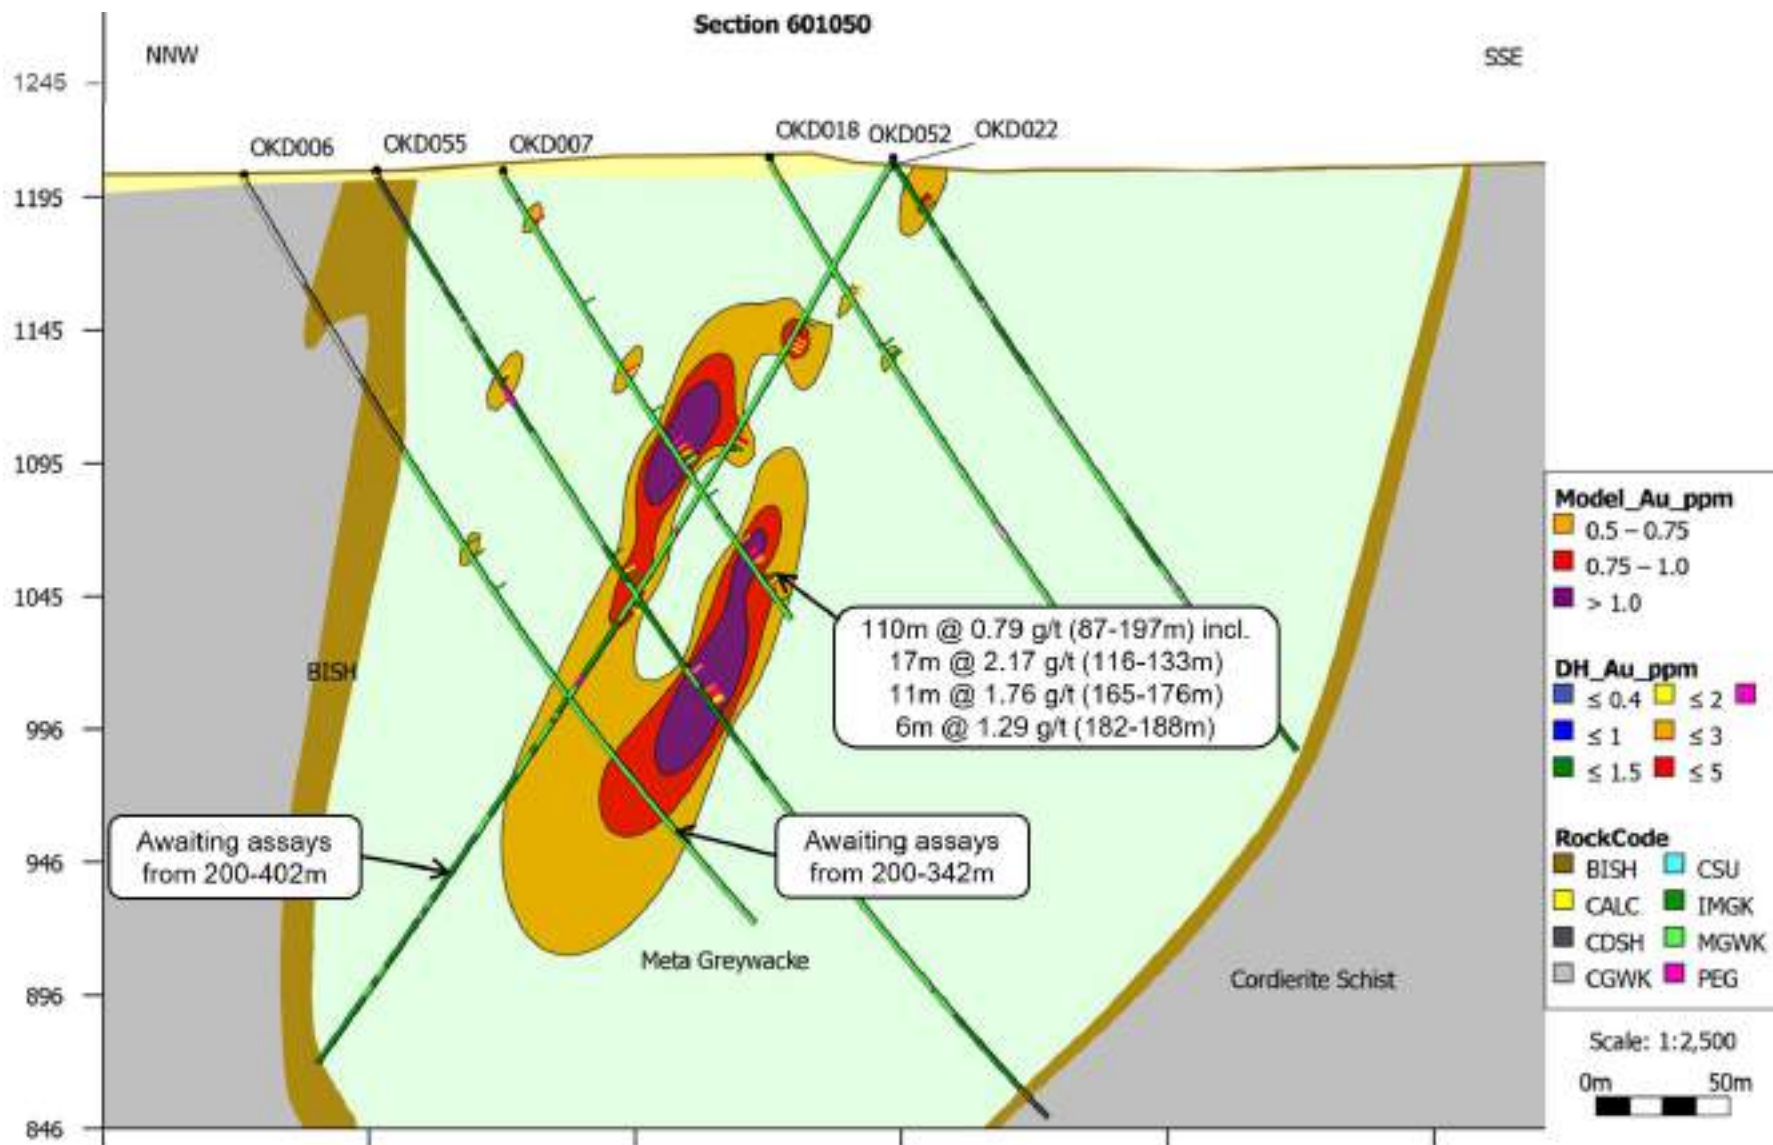 Section 601050
NNW
SSE
1245
1195
1145
1095
1045
996
946
896
846
OKD006
OKD055
OKD007
OKD018
OKD052
OKD022
BISH
110m @ 0.79 g/t (87-197m) incl.
17m @ 2.17 g/t (116-133m)
11m @ 1.76 g/t (165-176m)
6m @ 1.29 g/t (182-188m)
Awaiting assays
from 200-402m
Awaiting assays
from 200-342m
Meta Greywacke
Cordierite Schist
Model_Au_ppm
0.5 – 0.75
0.75 – 1.0
> 1.0
DH_Au_ppm
≤ 0.4 ≤ 2
≤ 1 ≤ 3
≤ 1.5 ≤ 5
RockCode
BISH CSU
CALC IMGK
CDSH MGWK
CGWK PEG
Scale: 1:2,500
0m 50m